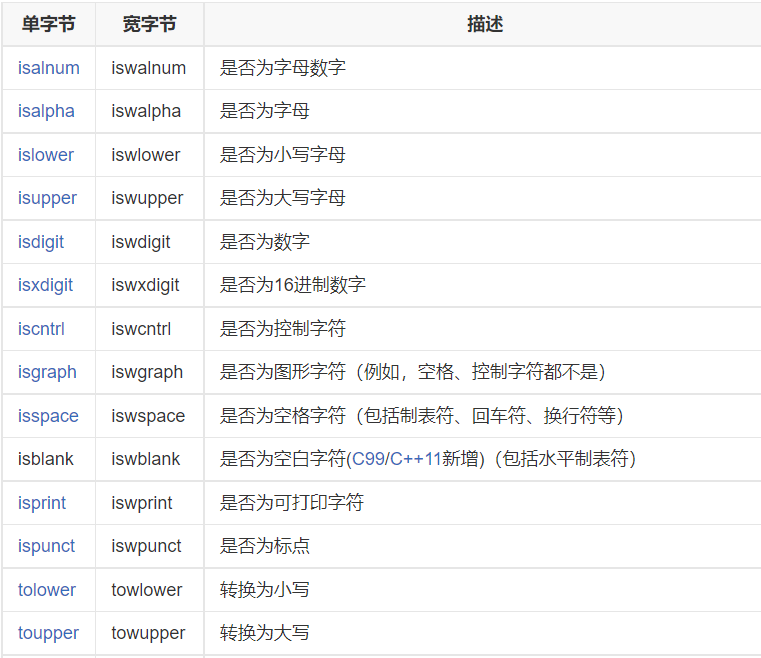 单字节 宽字节 描述
isalnum iswalnum 是否为字母数字
isalpha iswalpha 是否为字母
islower iswlower 是否为小写字母
isupper iswupper 是否为大写字母
isdigit iswdigit 是否为数字
isxdigit iswxdigit 是否为16进制数字
iscntrl iswcntrl 是否为控制字符
isgraph iswgraph 是否为图形字符（例如，空格、控制字符都不是）
isspace iswspace 是否为空格字符（包括制表符、回车符、换行符等）
isblank iswblank 是否为空白字符(C99/C++11新增)（包括水平制表符）
isprint iswprint 是否为可打印字符
ispunct iswpunct 是否为标点
tolower towlower 转换为小写
toupper towupper 转换为大写